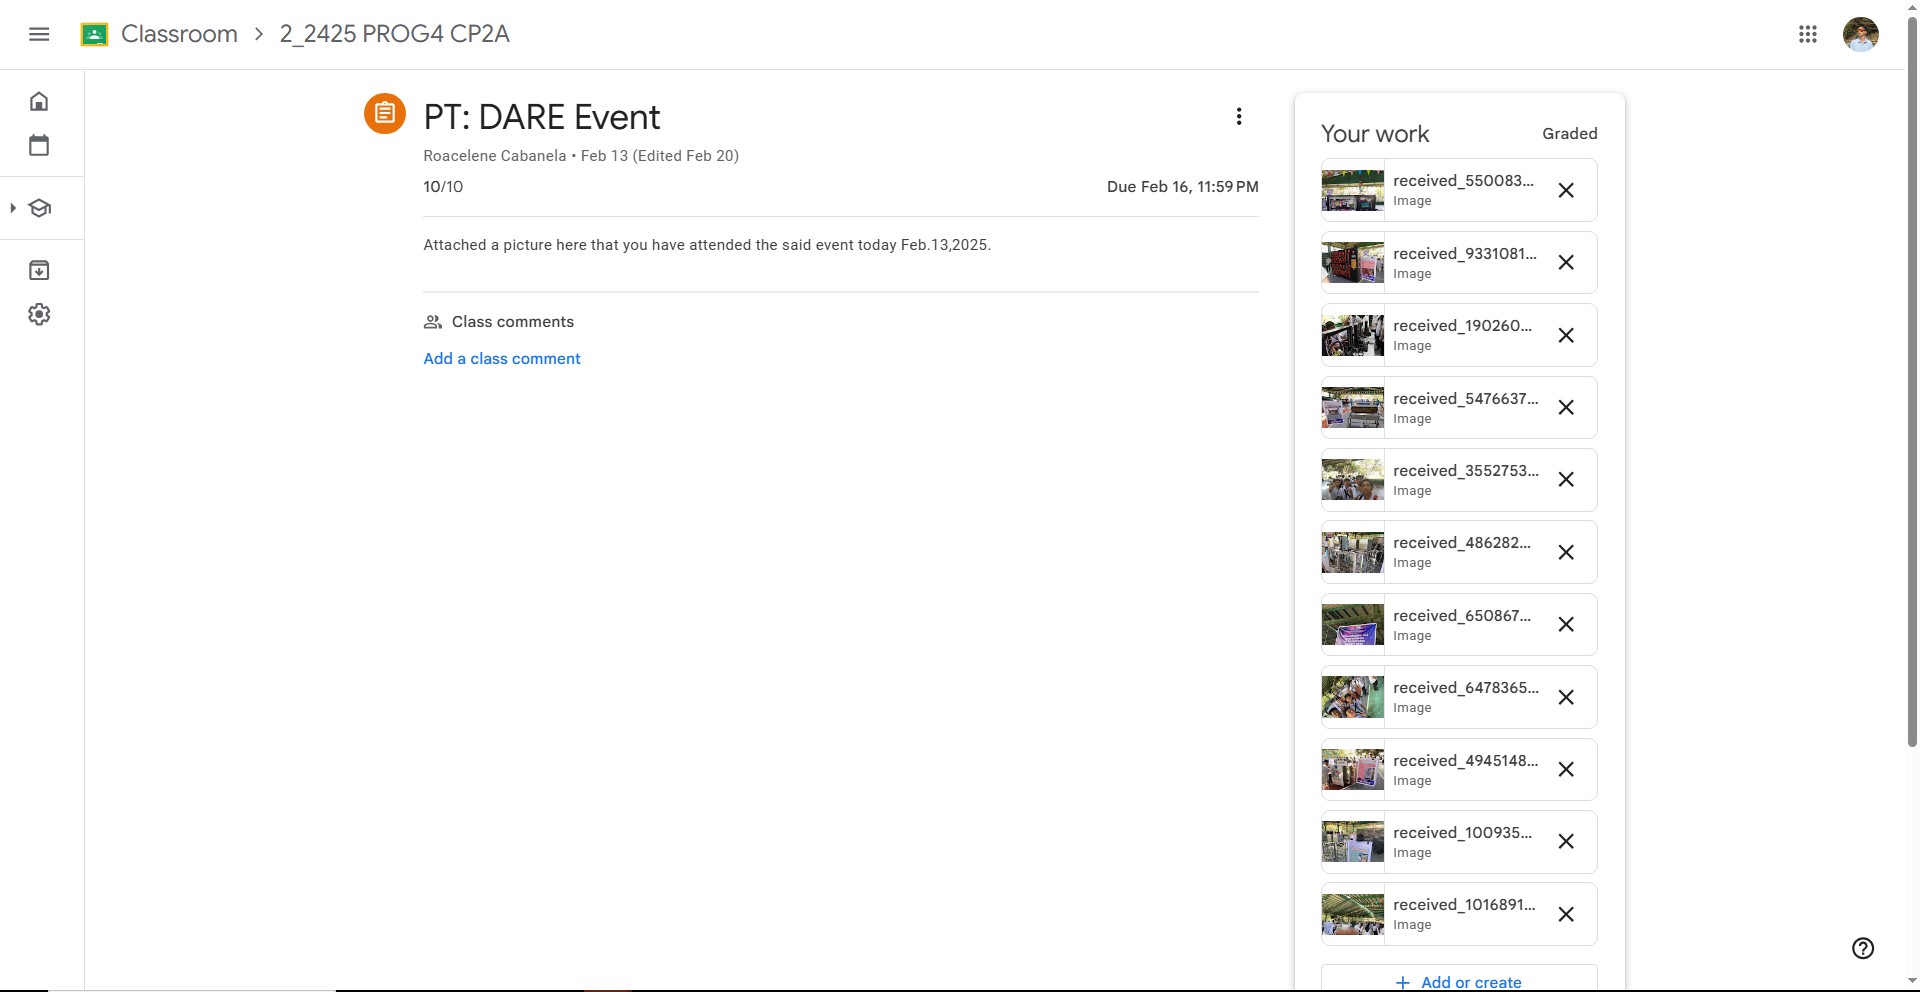 Classroom > 2_2425 PROG4 CP2A
PT: DARE Event
Roacelene Cabanela • Feb 13 (Edited Feb 20)
10/10
Due Feb 16, 11:59 PM
Attached a picture here that you have attended the said event today Feb.13,2025.
Class comments
Add a class comment
Your work
Graded
received_550083...
Image
received_9331081...
Image
received_190260...
Image
received_5476637...
Image
received_3552753...
Image
received_486282...
Image
received_650867...
Image
received_6478365...
Image
received_4945148...
Image
received_100935...
Image
received_1016891...
Image
+ Add or create